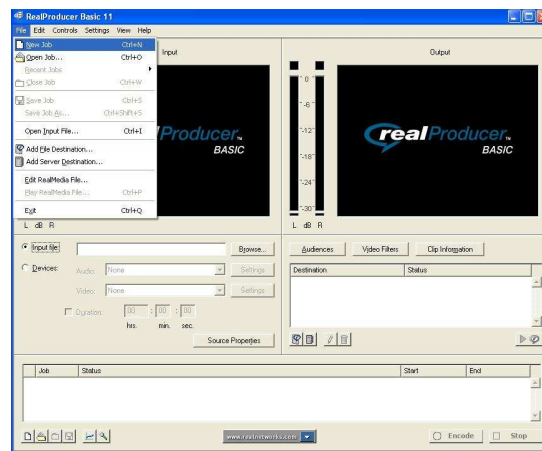 RealProducer Basic 11
File Edit Controls Settings View Help
New Job Ctrl+N
Open Job... Ctrl+O
Recent Jobs
Close Job Ctrl+W
Save Job Ctrl+S
Save Job As... Ctrl+Shift+S
Open Input File... Ctrl+I
Add File Destination...
Add Server Destination...
Edit RealMedia File...
Play RealMedia File... Ctrl+P
Exit Ctrl+Q
Input
Producer™
BASIC
L dB R
Output
0
-6
-12
-18
-24
-30
realProducer™
BASIC
L dB R
Input file: Browse...
Devices: Audio: None Settings
Video: None Settings
Duration: 00 : 00 : 00
hrs. min. sec.
Source Properties
Audiences Video Filters Clip Information
Destination Status
Job Status Start End
www.realnetworks.com
Encode Stop